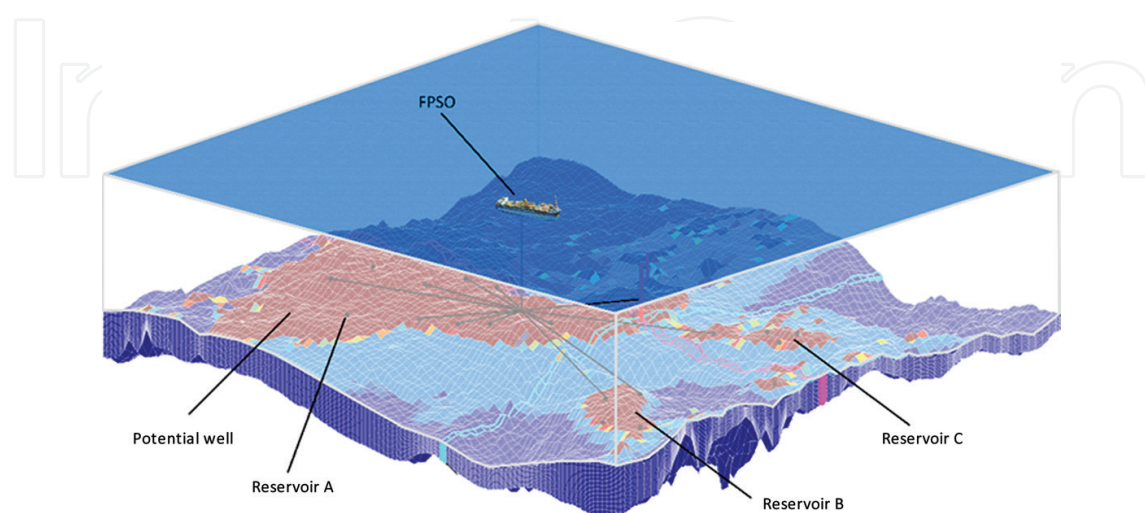 FPSO
Potential well
Reservoir A
Reservoir B
Reservoir C